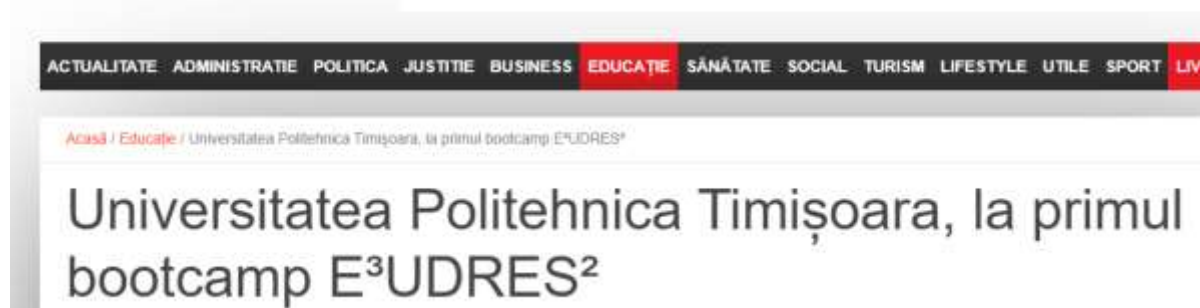 ACTUALITATE ADMINISTRATIE POLITICA JUSTITIE BUSINESS EDUCAȚIE SĂNĂTATE SOCIAL TURISM LIFESTYLE UTILE SPORT LIV
Acasă / Educație / Universitatea Politehnica Timișoara, la primul bootcamp E³UDRES²
Universitatea Politehnica Timișoara, la primul
bootcamp E³UDRES²